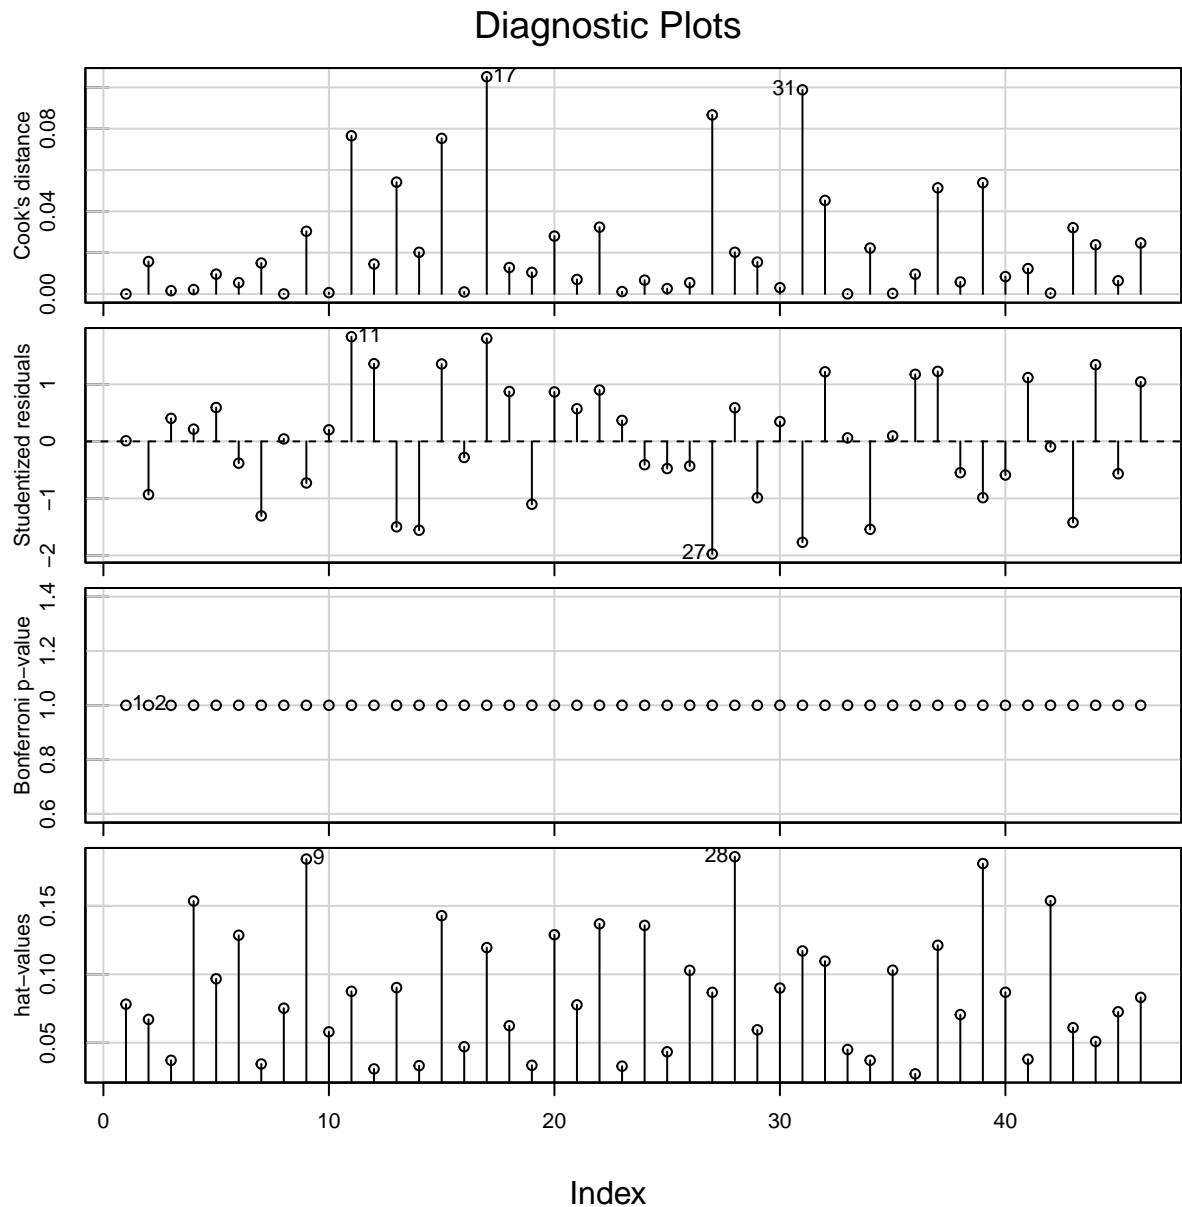 Diagnostic Plots
Cook's distance
0.00 0.04 0.08
17
31
Studentized residuals
−2 −1 0 1
11
27
Bonferroni p−value
0.6 0.8 1.0 1.2 1.4
1 2
hat−values
0.05 0.10 0.15
9
28
0 10 20 30 40
Index